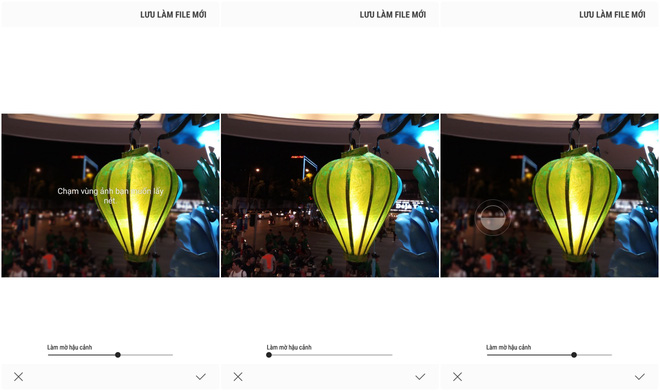 LƯU LÀM FILE MỚI
Chạm vùng ảnh bạn muốn lấy
nét
Làm mờ hậu cảnh
LƯU LÀM FILE MỚI
Làm mờ hậu cảnh
LƯU LÀM FILE MỚI
Làm mờ hậu cảnh